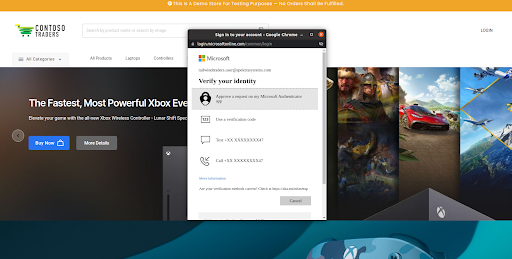 This Is A Demo Store For Testing Purposes — No Orders Shall Be Fulfilled.
CONTOSO
TRADERS
Search by product name or search by image
LOGIN
All Categories
All Products
Laptops
Controllers
Sign in to your account - Google Chrome
login.microsoftonline.com/common/login
Microsoft
Verify your identity
Approve a request on my Microsoft Authenticator
app
Use a verification code
Text +XX XXXXXXXX47
Call +XX XXXXXXXX47
More information
Are your verification methods current? Check at https://aka.ms/mfasetup
Cancel
The Fastest, Most Powerful Xbox Eve
Elevate your game with the all-new Xbox Wireless Controller - Lunar Shift Spec
Buy Now
More Details